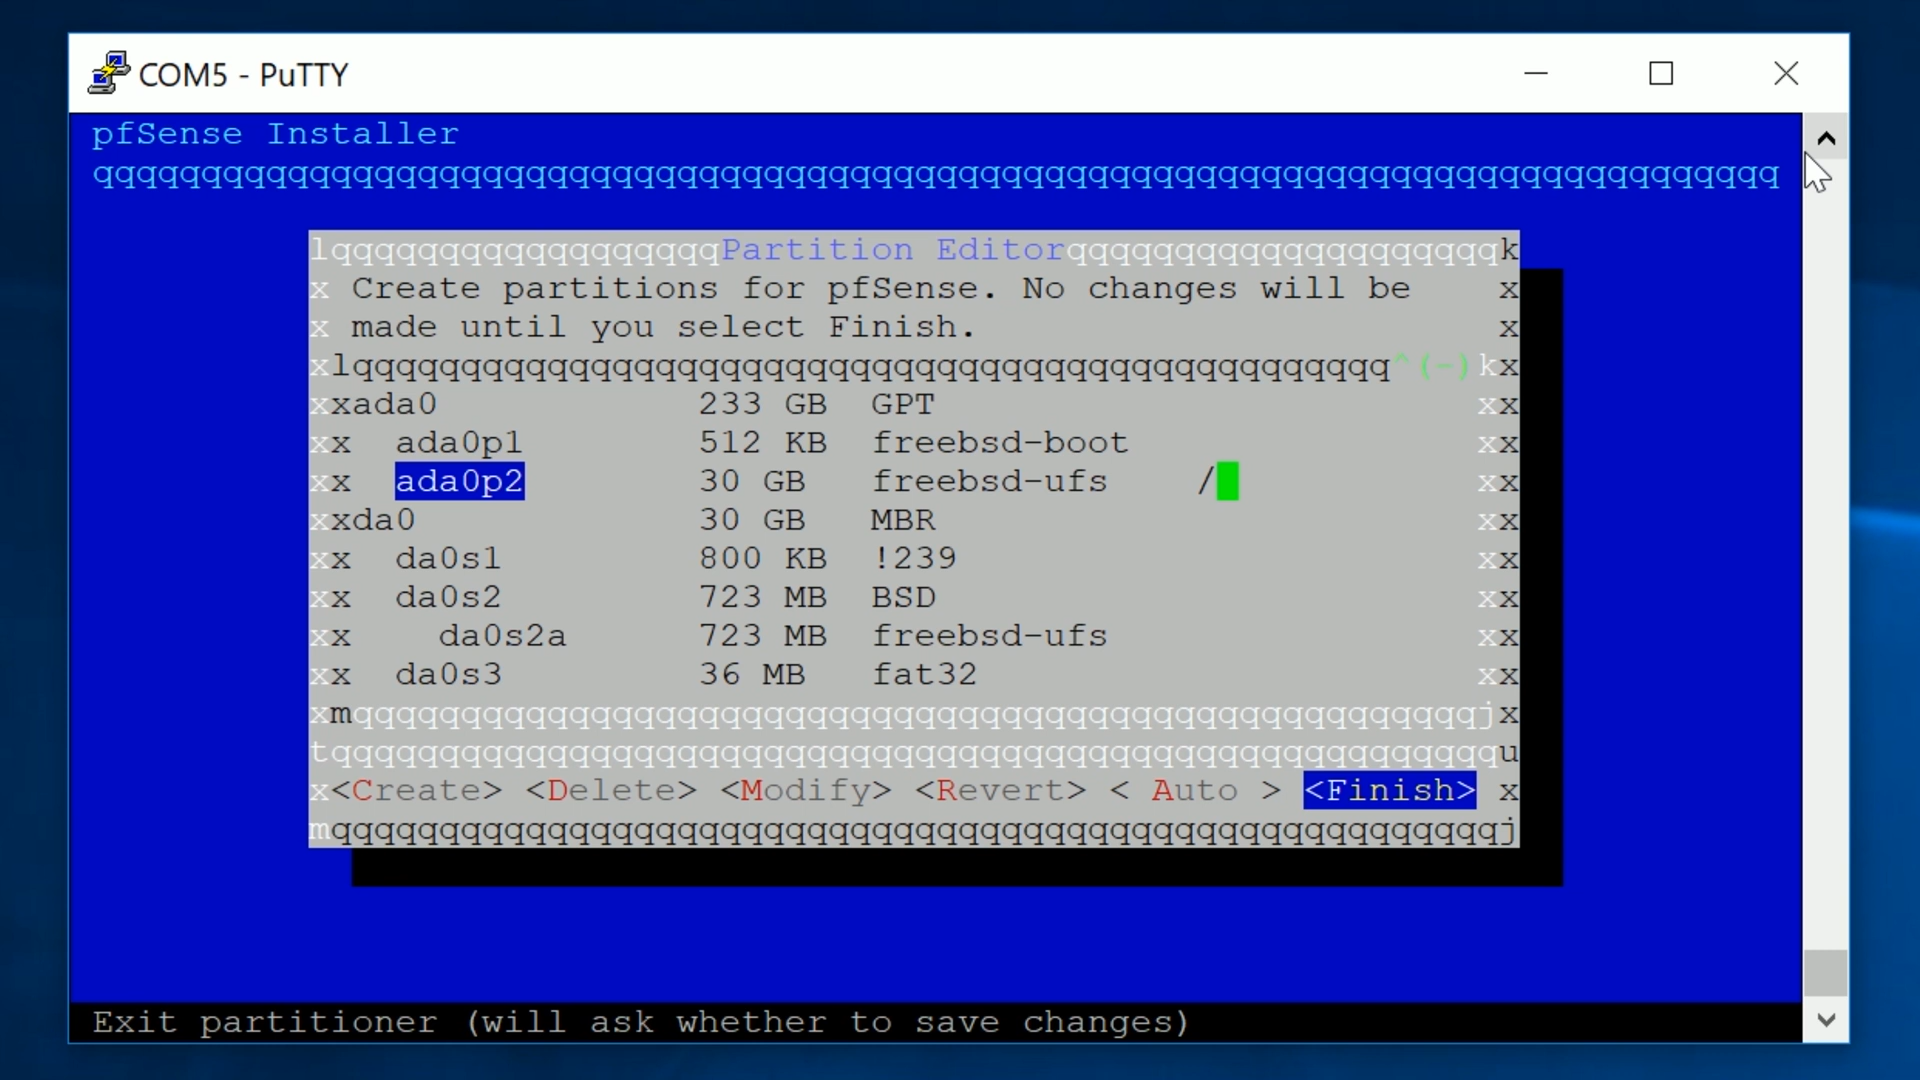 COM5 - PuTTY
pfSense Installer
qqqqqqqqqqqqqqqqqqqqqqqqqqqqqqqqqqqqqqqqqqqqqqqqqqqqqqqqqqqqqqqqqqqqqqqqqqqqqq
lqqqqqqqqqqqqqqqqqqPartition Editorqqqqqqqqqqqqqqqqqqqqk
x Create partitions for pfSense. No changes will be x
x made until you select Finish. x
xlqqqqqqqqqqqqqqqqqqqqqqqqqqqqqqqqqqqqqqqqqqqqqqqq^(-)kx
xxada0 233 GB GPT xx
xx ada0p1 512 KB freebsd-boot xx
xx ada0p2 30 GB freebsd-ufs / xx
xxda0 30 GB MBR xx
xx da0s1 800 KB !239 xx
xx da0s2 723 MB BSD xx
xx da0s2a 723 MB freebsd-ufs xx
xx da0s3 36 MB fat32 xx
xmqqqqqqqqqqqqqqqqqqqqqqqqqqqqqqqqqqqqqqqqqqqqqqqqqqqqjx
tqqqqqqqqqqqqqqqqqqqqqqqqqqqqqqqqqqqqqqqqqqqqqqqqqqqqqqu
x<Create> <Delete> <Modify> <Revert> < Auto > <Finish> x
mqqqqqqqqqqqqqqqqqqqqqqqqqqqqqqqqqqqqqqqqqqqqqqqqqqqqqqj
Exit partitioner (will ask whether to save changes)